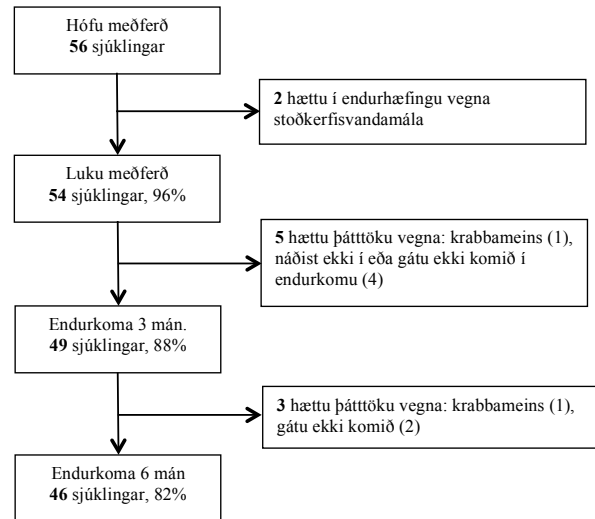 Hófu meðferð
56 sjúklingar
2 hættu í endurhæfingu vegna
stoðkerfisvandamála
Luku meðferð
54 sjúklingar, 96%
5 hættu þátttöku vegna: krabbameins (1),
náðist ekki í eða gátu ekki komið í
endurkomu (4)
Endurkoma 3 mán.
49 sjúklingar, 88%
3 hættu þátttöku vegna: krabbameins (1),
gátu ekki komið (2)
Endurkoma 6 mán
46 sjúklingar, 82%